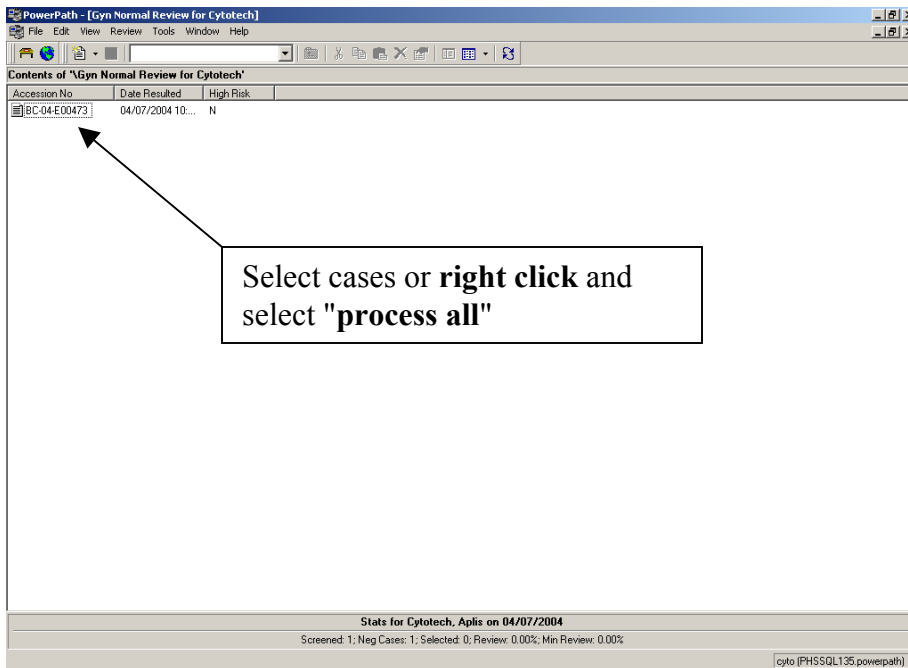 PowerPath - [Gyn Normal Review for Cytotech]
File Edit View Review Tools Window Help
Contents of '\Gyn Normal Review for Cytotech'
Accession No Date Resulted High Risk
BC-04-E00473 04/07/2004 10:... N
Select cases or right click and
select "process all"
Stats for Cytotech, Aplis on 04/07/2004
Screened: 1; Neg Cases: 1; Selected: 0; Review: 0.00%; Min Review: 0.00%
cyto (PHSSQL135.powerpath)